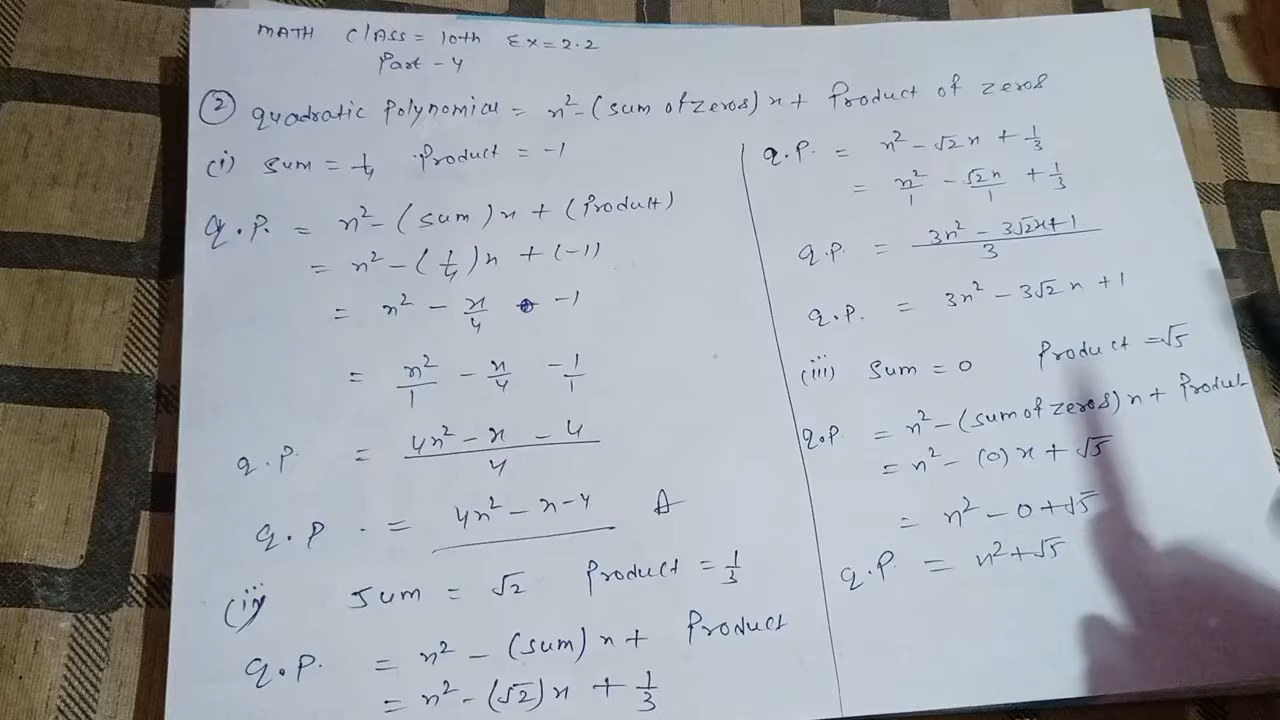 MATH Class = 10th Ex = 2.2
Part - 4
② Quadratic Polynomial = x² - (sum of zeros) x + Product of zeros
(i) Sum = 1/4 Product = -1
q.P. = x² - (sum) x + (Product)
= x² - (1/4) x + (-1)
= x² - x/4 -1
= x²/1 - x/4 - 1/1
q.P. = (4x² - x - 4)/4
q.P. = 4x² - x - 4 A
(ii) Sum = √2 Product = 1/3
q.P. = x² - (sum) x + Product
= x² - (√2) x + 1/3
q.P. = x² - √2 x + 1/3
= x²/1 - √2x/1 + 1/3
q.P. = (3x² - 3√2x + 1)/3
q.P. = 3x² - 3√2 x + 1
(iii) Sum = 0 Product = √5
q.P = x² - (sum of zeros) x + Product
= x² - (0) x + √5
= x² - 0 + √5
q.P. = x² + √5